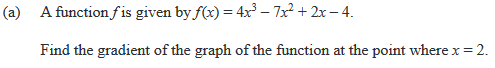 (a) A function f is given by f(x) = 4x³ – 7x² + 2x – 4.
Find the gradient of the graph of the function at the point where x = 2.